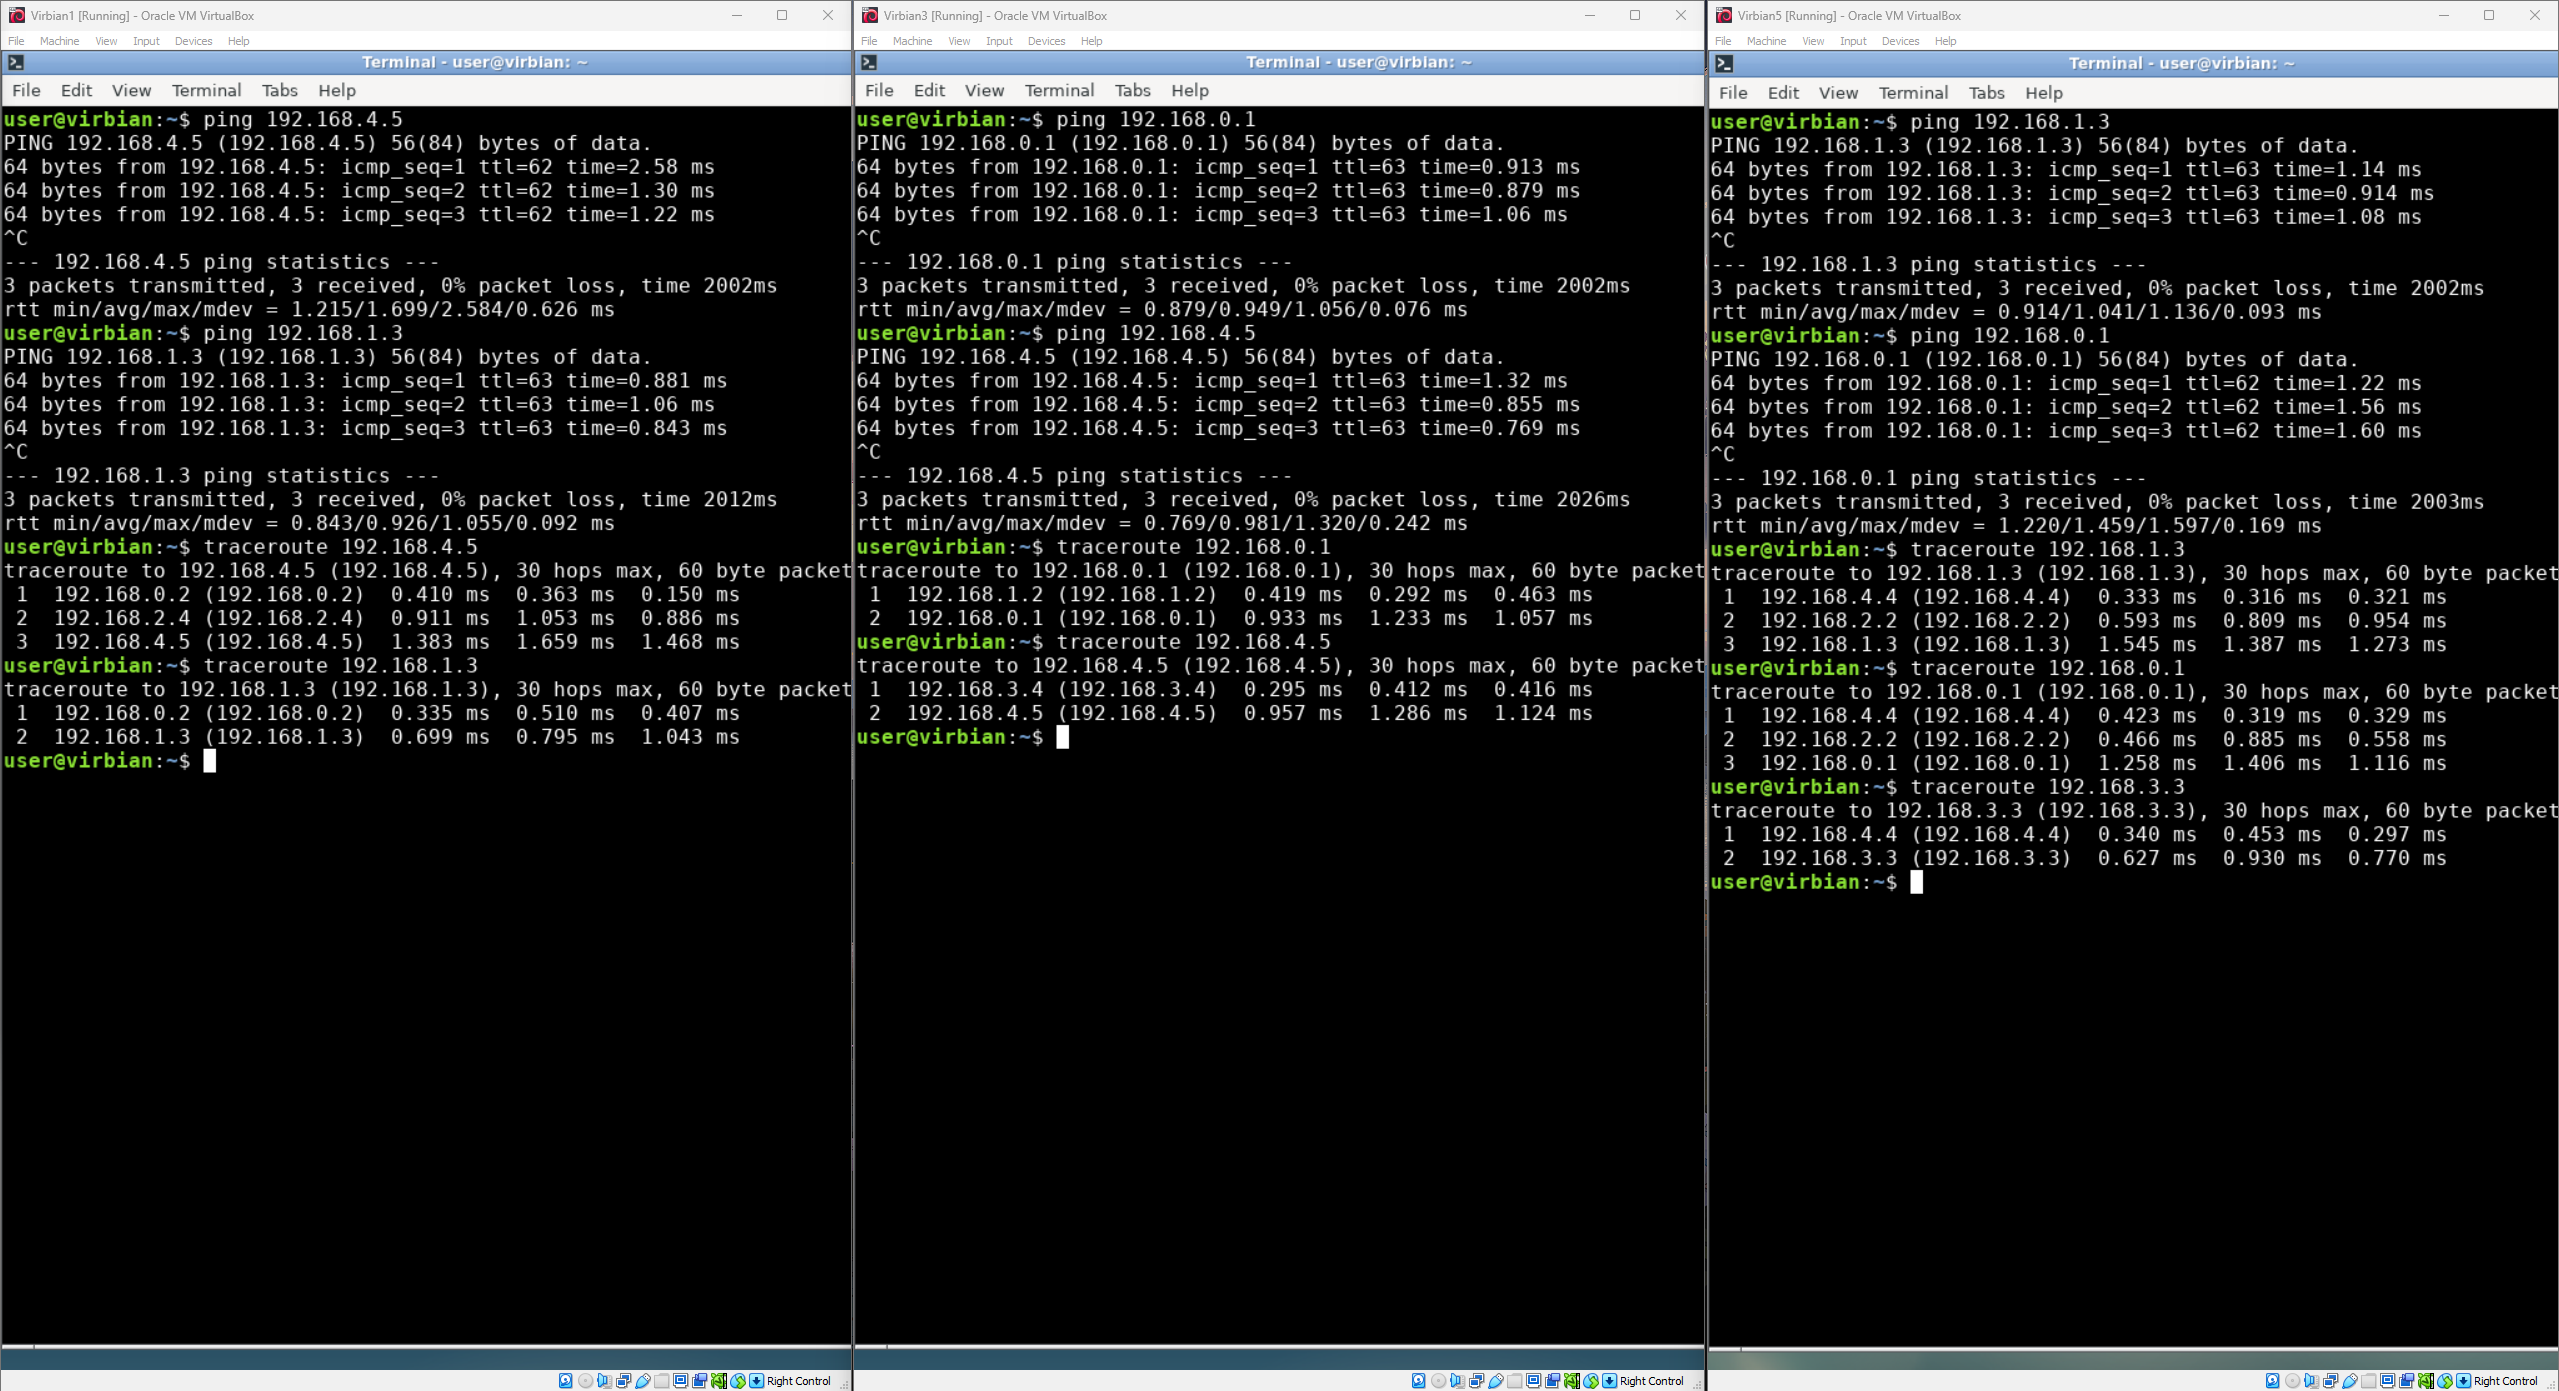 Virbian1 [Running] - Oracle VM VirtualBox
File Machine View Input Devices Help
Terminal - user@virbian: ~
File Edit View Terminal Tabs Help
user@virbian:~$ ping 192.168.4.5
PING 192.168.4.5 (192.168.4.5) 56(84) bytes of data.
64 bytes from 192.168.4.5: icmp_seq=1 ttl=62 time=2.58 ms
64 bytes from 192.168.4.5: icmp_seq=2 ttl=62 time=1.30 ms
64 bytes from 192.168.4.5: icmp_seq=3 ttl=62 time=1.22 ms
^C
--- 192.168.4.5 ping statistics ---
3 packets transmitted, 3 received, 0% packet loss, time 2002ms
rtt min/avg/max/mdev = 1.215/1.699/2.584/0.626 ms
user@virbian:~$ ping 192.168.1.3
PING 192.168.1.3 (192.168.1.3) 56(84) bytes of data.
64 bytes from 192.168.1.3: icmp_seq=1 ttl=63 time=0.881 ms
64 bytes from 192.168.1.3: icmp_seq=2 ttl=63 time=1.06 ms
64 bytes from 192.168.1.3: icmp_seq=3 ttl=63 time=0.843 ms
^C
--- 192.168.1.3 ping statistics ---
3 packets transmitted, 3 received, 0% packet loss, time 2012ms
rtt min/avg/max/mdev = 0.843/0.926/1.055/0.092 ms
user@virbian:~$ traceroute 192.168.4.5
traceroute to 192.168.4.5 (192.168.4.5), 30 hops max, 60 byte packet
1 192.168.0.2 (192.168.0.2) 0.410 ms 0.363 ms 0.150 ms
2 192.168.2.4 (192.168.2.4) 0.911 ms 1.053 ms 0.886 ms
3 192.168.4.5 (192.168.4.5) 1.383 ms 1.659 ms 1.468 ms
user@virbian:~$ traceroute 192.168.1.3
traceroute to 192.168.1.3 (192.168.1.3), 30 hops max, 60 byte packet
1 192.168.0.2 (192.168.0.2) 0.335 ms 0.510 ms 0.407 ms
2 192.168.1.3 (192.168.1.3) 0.699 ms 0.795 ms 1.043 ms
user@virbian:~$
Right Control
Virbian3 [Running] - Oracle VM VirtualBox
File Machine View Input Devices Help
Terminal - user@virbian: ~
File Edit View Terminal Tabs Help
user@virbian:~$ ping 192.168.0.1
PING 192.168.0.1 (192.168.0.1) 56(84) bytes of data.
64 bytes from 192.168.0.1: icmp_seq=1 ttl=63 time=0.913 ms
64 bytes from 192.168.0.1: icmp_seq=2 ttl=63 time=0.879 ms
64 bytes from 192.168.0.1: icmp_seq=3 ttl=63 time=1.06 ms
^C
--- 192.168.0.1 ping statistics ---
3 packets transmitted, 3 received, 0% packet loss, time 2002ms
rtt min/avg/max/mdev = 0.879/0.949/1.056/0.076 ms
user@virbian:~$ ping 192.168.4.5
PING 192.168.4.5 (192.168.4.5) 56(84) bytes of data.
64 bytes from 192.168.4.5: icmp_seq=1 ttl=63 time=1.32 ms
64 bytes from 192.168.4.5: icmp_seq=2 ttl=63 time=0.855 ms
64 bytes from 192.168.4.5: icmp_seq=3 ttl=63 time=0.769 ms
^C
--- 192.168.4.5 ping statistics ---
3 packets transmitted, 3 received, 0% packet loss, time 2026ms
rtt min/avg/max/mdev = 0.769/0.981/1.320/0.242 ms
user@virbian:~$ traceroute 192.168.0.1
traceroute to 192.168.0.1 (192.168.0.1), 30 hops max, 60 byte packet
1 192.168.1.2 (192.168.1.2) 0.419 ms 0.292 ms 0.463 ms
2 192.168.0.1 (192.168.0.1) 0.933 ms 1.233 ms 1.057 ms
user@virbian:~$ traceroute 192.168.4.5
traceroute to 192.168.4.5 (192.168.4.5), 30 hops max, 60 byte packet
1 192.168.3.4 (192.168.3.4) 0.295 ms 0.412 ms 0.416 ms
2 192.168.4.5 (192.168.4.5) 0.957 ms 1.286 ms 1.124 ms
user@virbian:~$
Right Control
Virbian5 [Running] - Oracle VM VirtualBox
File Machine View Input Devices Help
Terminal - user@virbian: ~
File Edit View Terminal Tabs Help
user@virbian:~$ ping 192.168.1.3
PING 192.168.1.3 (192.168.1.3) 56(84) bytes of data.
64 bytes from 192.168.1.3: icmp_seq=1 ttl=63 time=1.14 ms
64 bytes from 192.168.1.3: icmp_seq=2 ttl=63 time=0.914 ms
64 bytes from 192.168.1.3: icmp_seq=3 ttl=63 time=1.08 ms
^C
--- 192.168.1.3 ping statistics ---
3 packets transmitted, 3 received, 0% packet loss, time 2002ms
rtt min/avg/max/mdev = 0.914/1.041/1.136/0.093 ms
user@virbian:~$ ping 192.168.0.1
PING 192.168.0.1 (192.168.0.1) 56(84) bytes of data.
64 bytes from 192.168.0.1: icmp_seq=1 ttl=62 time=1.22 ms
64 bytes from 192.168.0.1: icmp_seq=2 ttl=62 time=1.56 ms
64 bytes from 192.168.0.1: icmp_seq=3 ttl=62 time=1.60 ms
^C
--- 192.168.0.1 ping statistics ---
3 packets transmitted, 3 received, 0% packet loss, time 2003ms
rtt min/avg/max/mdev = 1.220/1.459/1.597/0.169 ms
user@virbian:~$ traceroute 192.168.1.3
traceroute to 192.168.1.3 (192.168.1.3), 30 hops max, 60 byte packet
1 192.168.4.4 (192.168.4.4) 0.333 ms 0.316 ms 0.321 ms
2 192.168.2.2 (192.168.2.2) 0.593 ms 0.809 ms 0.954 ms
3 192.168.1.3 (192.168.1.3) 1.545 ms 1.387 ms 1.273 ms
user@virbian:~$ traceroute 192.168.0.1
traceroute to 192.168.0.1 (192.168.0.1), 30 hops max, 60 byte packet
1 192.168.4.4 (192.168.4.4) 0.423 ms 0.319 ms 0.329 ms
2 192.168.2.2 (192.168.2.2) 0.466 ms 0.885 ms 0.558 ms
3 192.168.0.1 (192.168.0.1) 1.258 ms 1.406 ms 1.116 ms
user@virbian:~$ traceroute 192.168.3.3
traceroute to 192.168.3.3 (192.168.3.3), 30 hops max, 60 byte packet
1 192.168.4.4 (192.168.4.4) 0.340 ms 0.453 ms 0.297 ms
2 192.168.3.3 (192.168.3.3) 0.627 ms 0.930 ms 0.770 ms
user@virbian:~$
Right Control